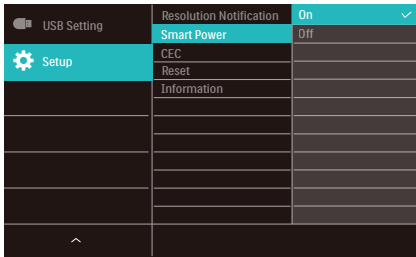 USB Setting
Setup
Resolution Notification
Smart Power
CEC
Reset
Information
On
Off